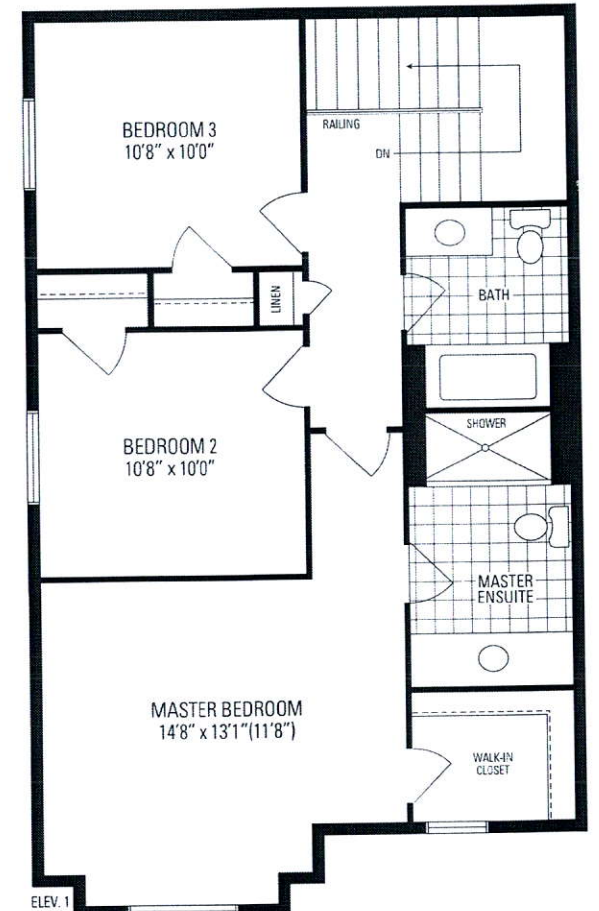 BEDROOM 3
10'8" x 10'0"
RAILING
DN
LINEN
BATH
BEDROOM 2
10'8" x 10'0"
SHOWER
MASTER
ENSUITE
MASTER BEDROOM
14'8" x 13'1"(11'8")
WALK-IN
CLOSET
ELEV. 1